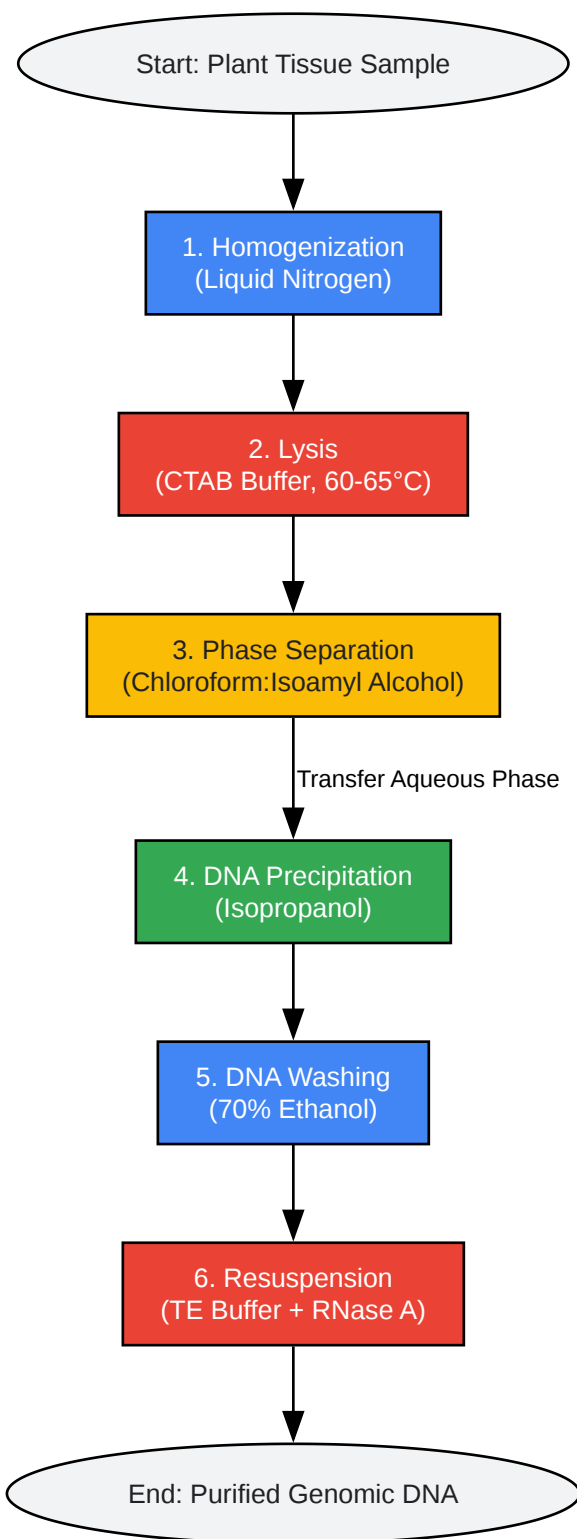 Start: Plant Tissue Sample
1. Homogenization
(Liquid Nitrogen)
2. Lysis
(CTAB Buffer, 60-65°C)
3. Phase Separation
(Chloroform:Isoamyl Alcohol)
Transfer Aqueous Phase
4. DNA Precipitation
(Isopropanol)
5. DNA Washing
(70% Ethanol)
6. Resuspension
(TE Buffer + RNase A)
End: Purified Genomic DNA